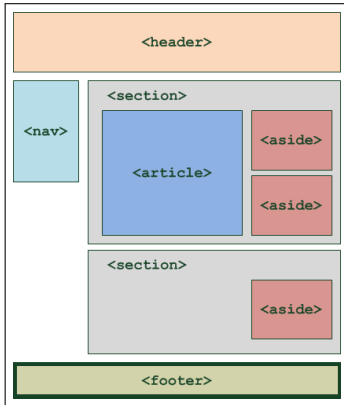 <header>
<nav>
<section>
<article>
<aside>
<aside>
<section>
<aside>
<footer>